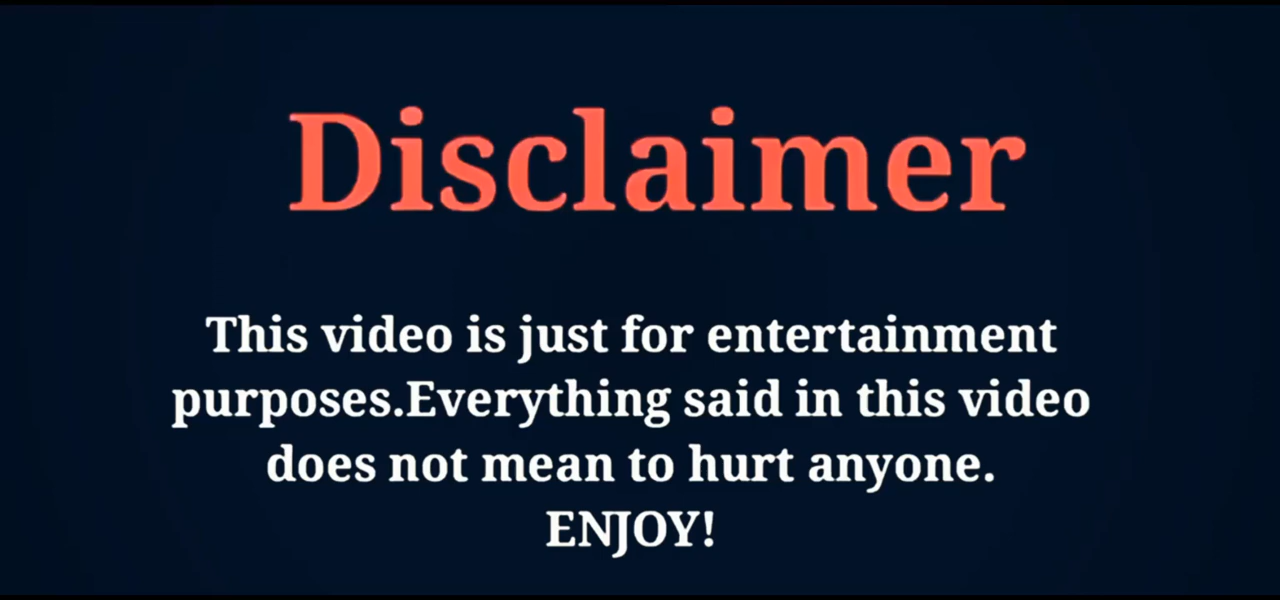 Disclaimer
This video is just for entertainment
purposes.Everything said in this video
does not mean to hurt anyone.
ENJOY!